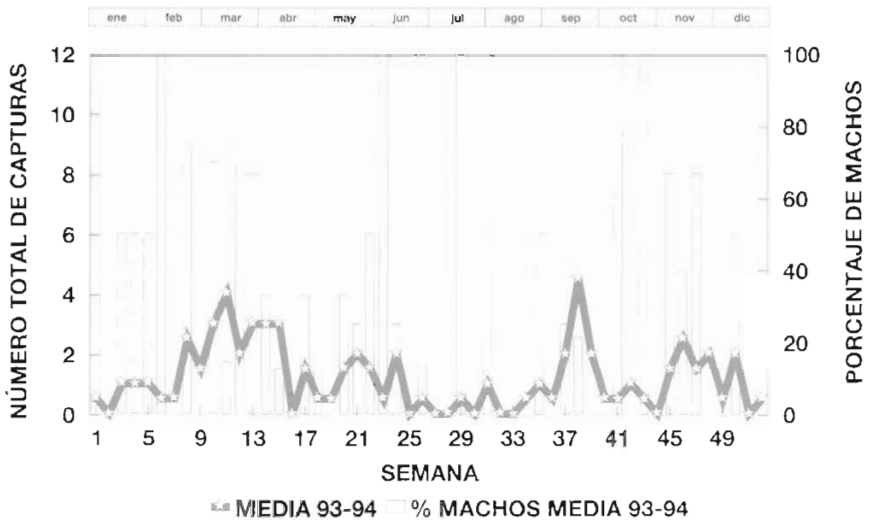 ene feb mar abr may jun jul ago sep oct nov dic
NÚMERO TOTAL DE CAPTURAS
12
10
8
6
4
2
0
100
80
60
40
20
0
PORCENTAJE DE MACHOS
1 5 9 13 17 21 25 29 33 37 41 45 49
SEMANA
MEDIA 93-94 % MACHOS MEDIA 93-94